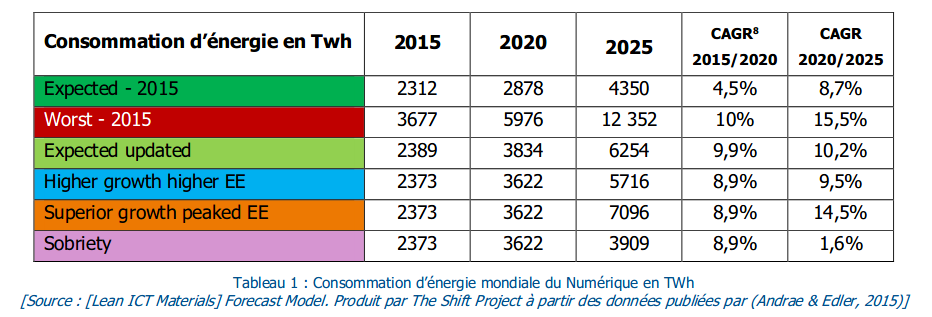 Consommation d’énergie en Twh 2015 2020 2025 CAGR⁸ 2015/2020 CAGR 2020/2025
Expected - 2015 2312 2878 4350 4,5% 8,7%
Worst - 2015 3677 5976 12 352 10% 15,5%
Expected updated 2389 3834 6254 9,9% 10,2%
Higher growth higher EE 2373 3622 5716 8,9% 9,5%
Superior growth peaked EE 2373 3622 7096 8,9% 14,5%
Sobriety 2373 3622 3909 8,9% 1,6%
Tableau 1 : Consommation d’énergie mondiale du Numérique en TWh
[Source : [Lean ICT Materials] Forecast Model. Produit par The Shift Project à partir des données publiées par (Andrae & Edler, 2015)]